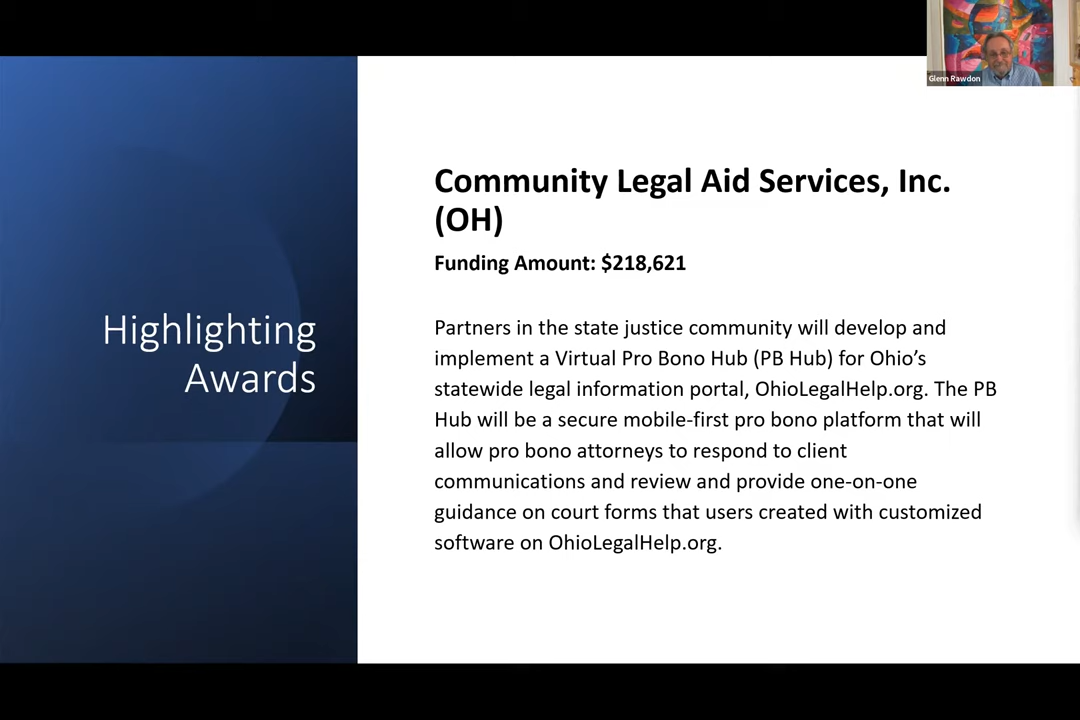 Glenn Rawdon
Highlighting
Awards
Community Legal Aid Services, Inc.
(OH)
Funding Amount: $218,621
Partners in the state justice community will develop and
implement a Virtual Pro Bono Hub (PB Hub) for Ohio’s
statewide legal information portal, OhioLegalHelp.org. The PB
Hub will be a secure mobile-first pro bono platform that will
allow pro bono attorneys to respond to client
communications and review and provide one-on-one
guidance on court forms that users created with customized
software on OhioLegalHelp.org.